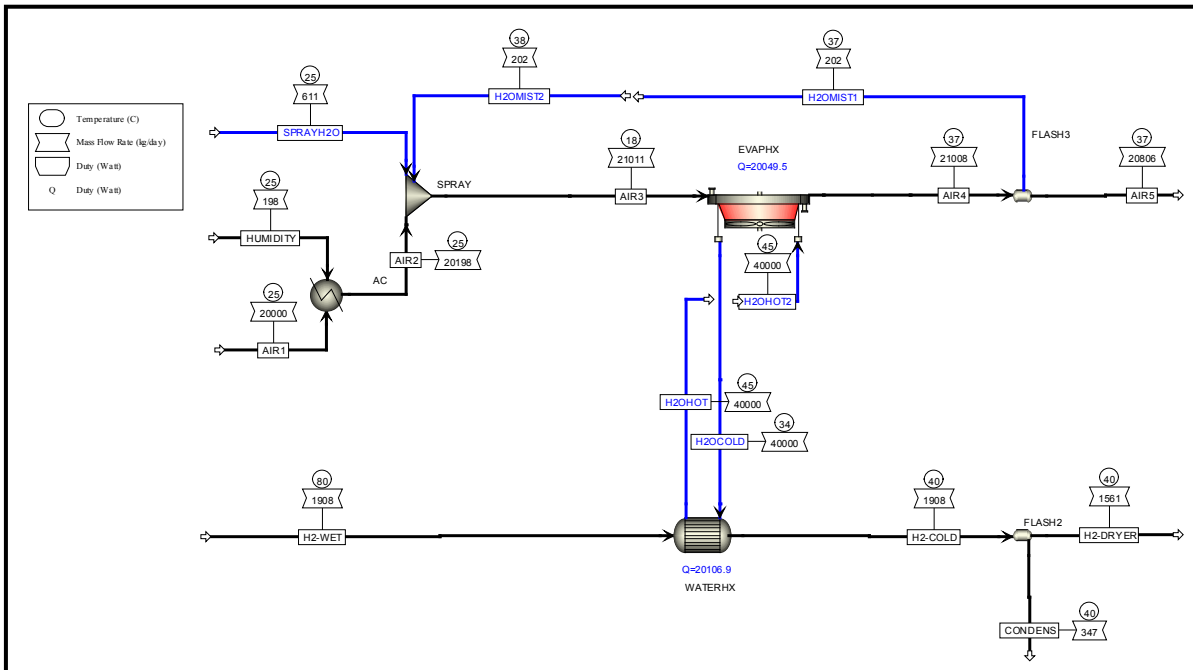 Temperature (C)
Mass Flow Rate (kg/day)
Duty (Watt)
Q Duty (Watt)
38
202
H2OMIST2
37
202
H2OMIST1
25
611
SPRAYH2O
FLASH3
18
21011
AIR3
EVAPHX
Q=20049.5
37
21008
AIR4
37
20806
AIR5
SPRAY
25
198
HUMIDITY
AIR2
25
20198
AC
25
20000
AIR1
45
40000
H2OHOT2
H2OHOT
45
40000
H2OCOLD
34
40000
80
1908
H2-WET
40
1908
H2-COLD
FLASH2
40
1561
H2-DRYER
Q=20106.9
WATERHX
CONDENS
40
347